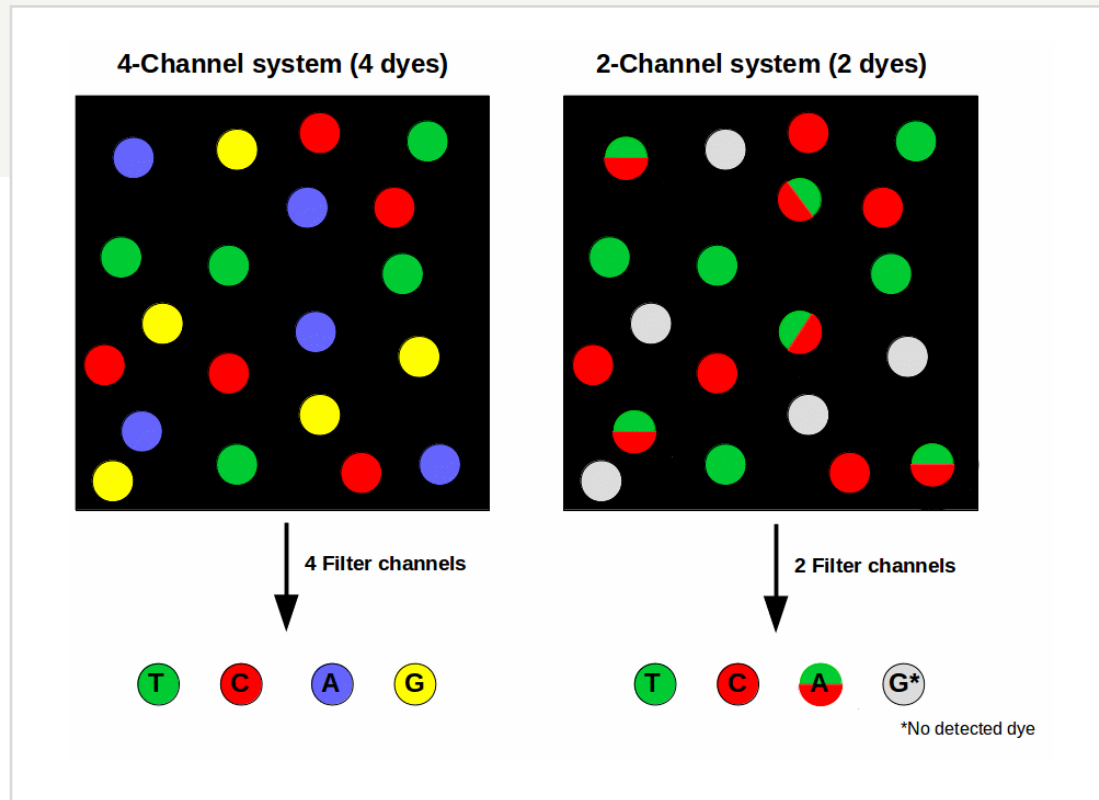 4-Channel system (4 dyes)
2-Channel system (2 dyes)
4 Filter channels
2 Filter channels
T C A G
T C A G*
*No detected dye